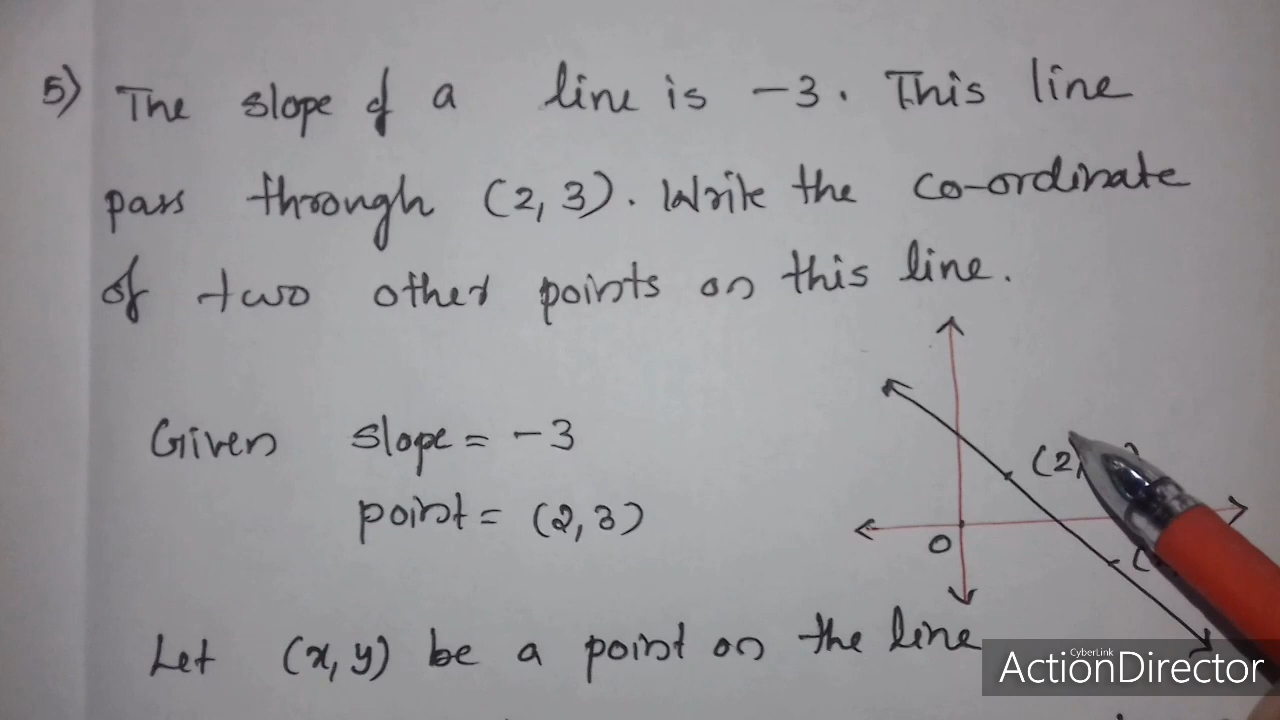 5) The slope of a line is -3. This line
pass through (2, 3). Write the co-ordinate
of two other points on this line.
Given slope = -3
point = (2, 3)
(2,
O
(
Let (x, y) be a point on the line
CyberLink
ActionDirector